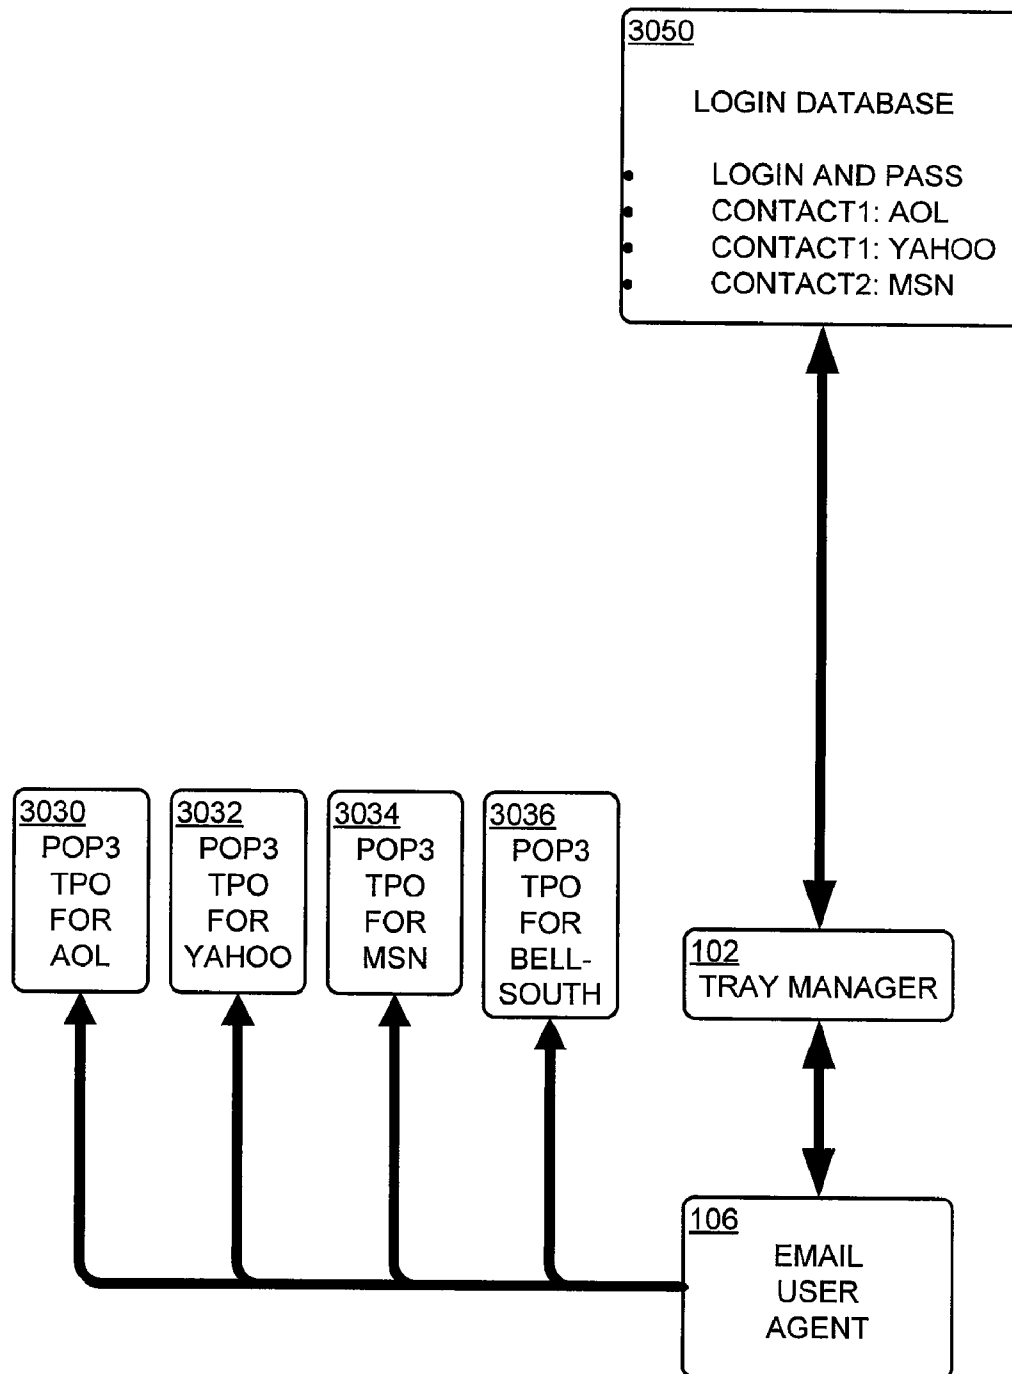 3050
LOGIN DATABASE
• LOGIN AND PASS
• CONTACT1: AOL
• CONTACT1: YAHOO
• CONTACT2: MSN
3030
POP3
TPO
FOR
AOL
3032
POP3
TPO
FOR
YAHOO
3034
POP3
TPO
FOR
MSN
3036
POP3
TPO
FOR
BELL-
SOUTH
102
TRAY MANAGER
106
EMAIL
USER
AGENT